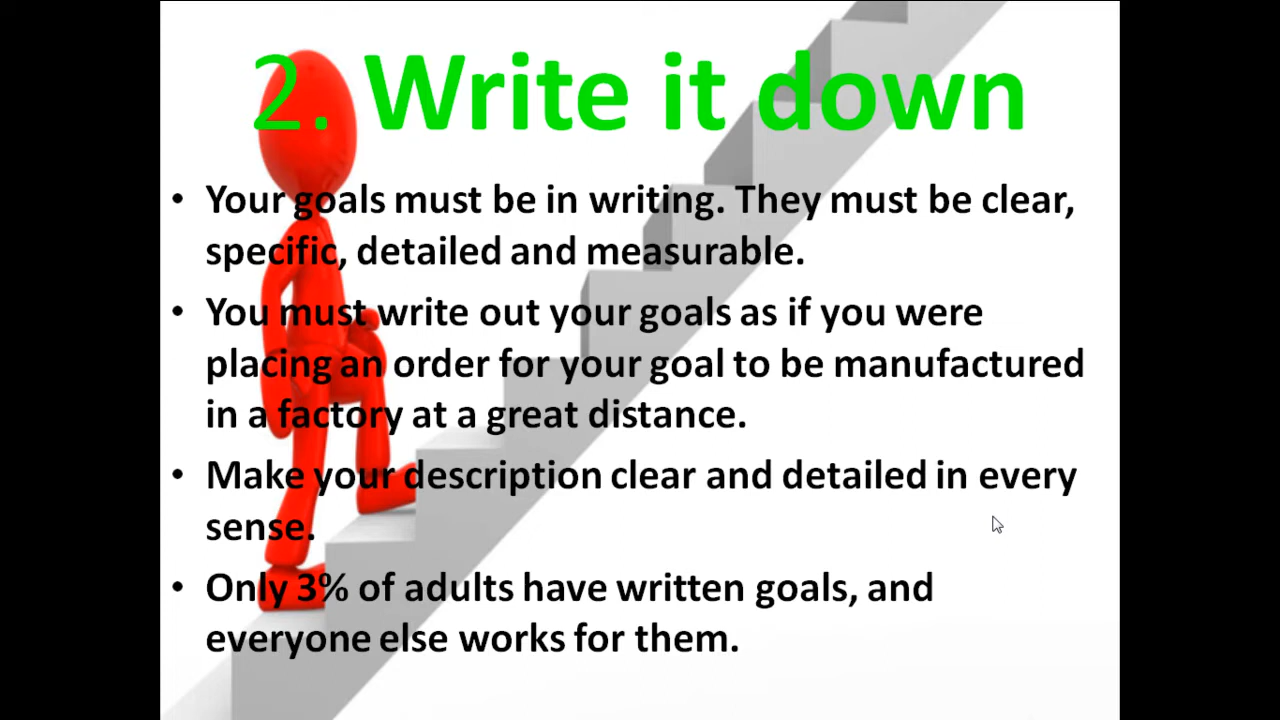 2. Write it down
• Your goals must be in writing. They must be clear,
specific, detailed and measurable.
• You must write out your goals as if you were
placing an order for your goal to be manufactured
in a factory at a great distance.
• Make your description clear and detailed in every
sense.
• Only 3% of adults have written goals, and
everyone else works for them.